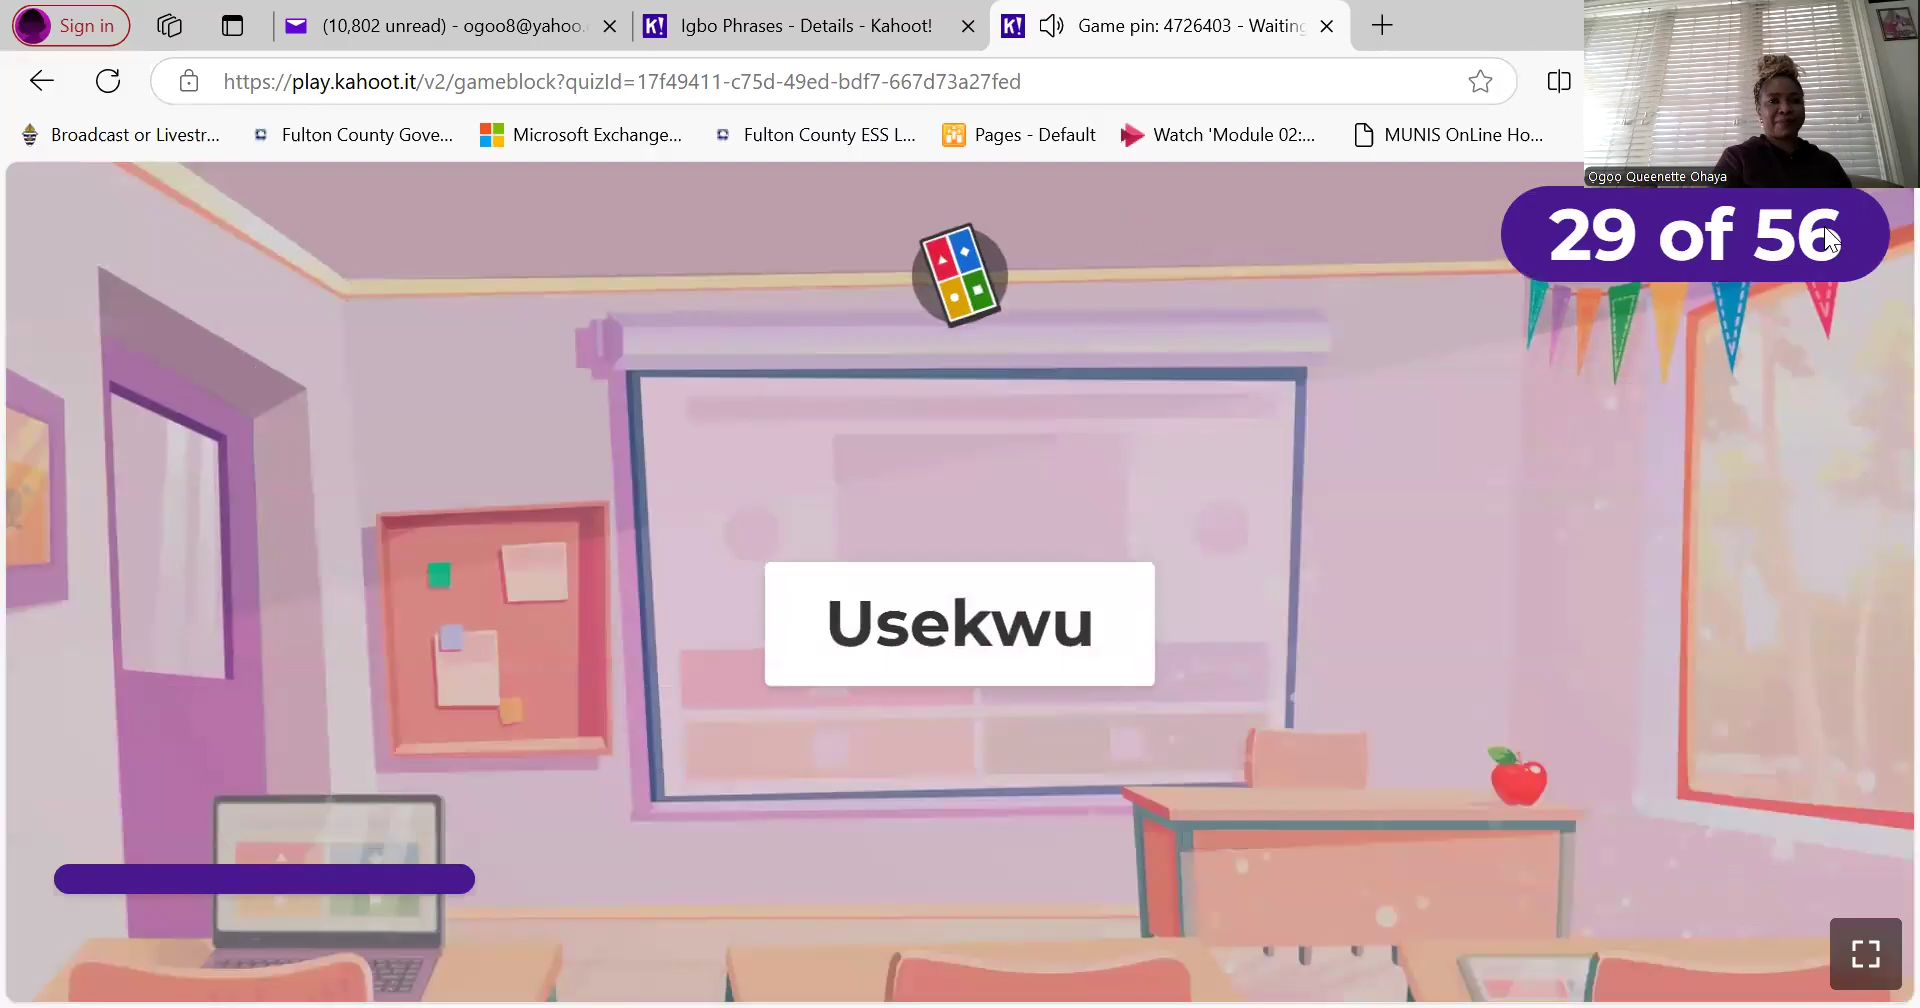 Sign in
(10,802 unread) - ogoo8@yahoo.
Igbo Phrases - Details - Kahoot!
K!
Game pin: 4726403 - Waiting
K!
https://play.kahoot.it/v2/gameblock?quizId=17f49411-c75d-49ed-bdf7-667d73a27fed
Broadcast or Livestr...
Fulton County Gove...
Microsoft Exchange...
Fulton County ESS L...
Pages - Default
Watch 'Module 02:...
MUNIS OnLine Ho...
Ogoo Queenette Ohaya
29 of 56
Usekwu